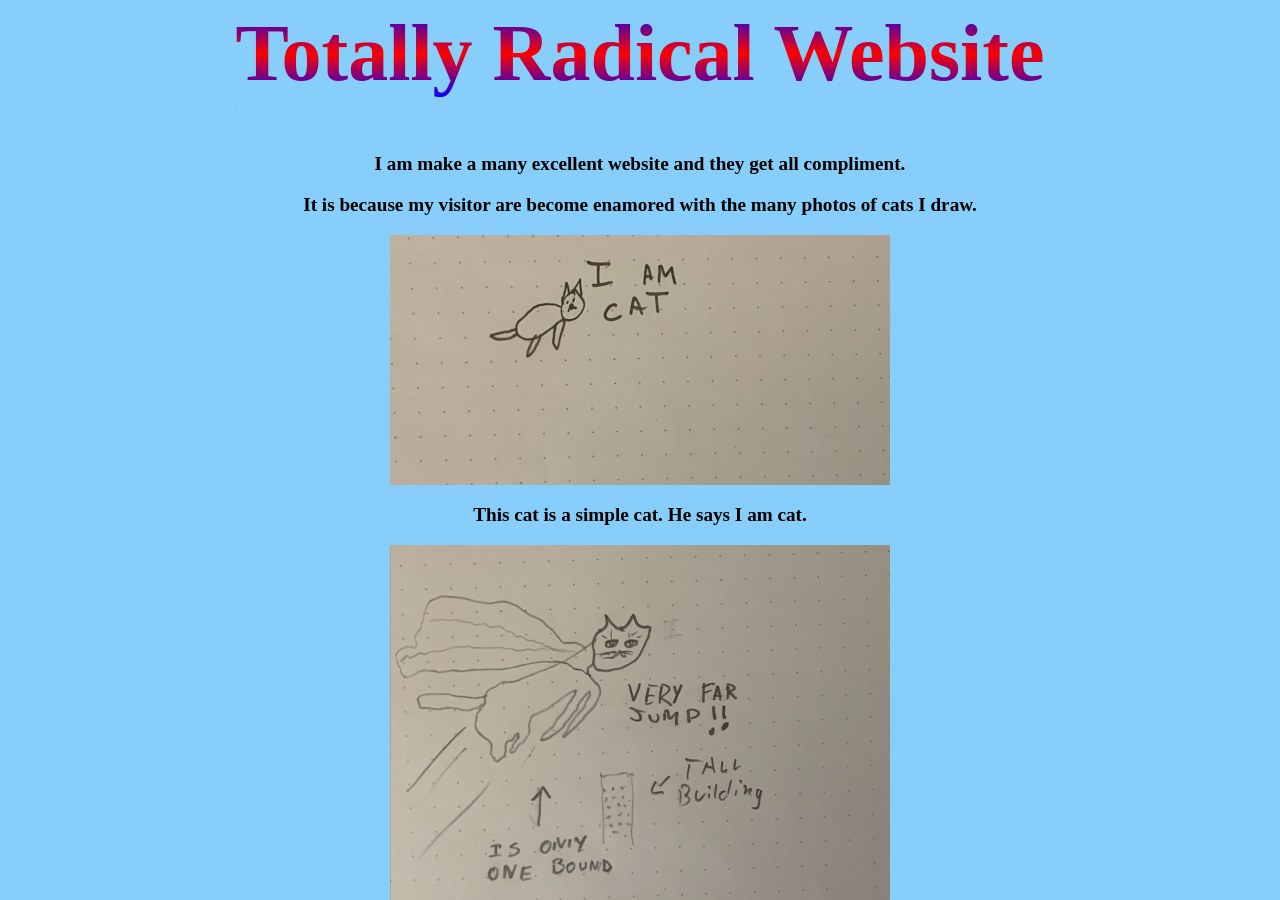 Totally Radical Website
I am make a many excellent website and they get all compliment.
It is because my visitor are become enamored with the many photos of cats I draw.
I AM
CAT
This cat is a simple cat. He says I am cat.
VERY FAR
JUMP!!
TALL
Building
IS ONLY
ONE BOUND